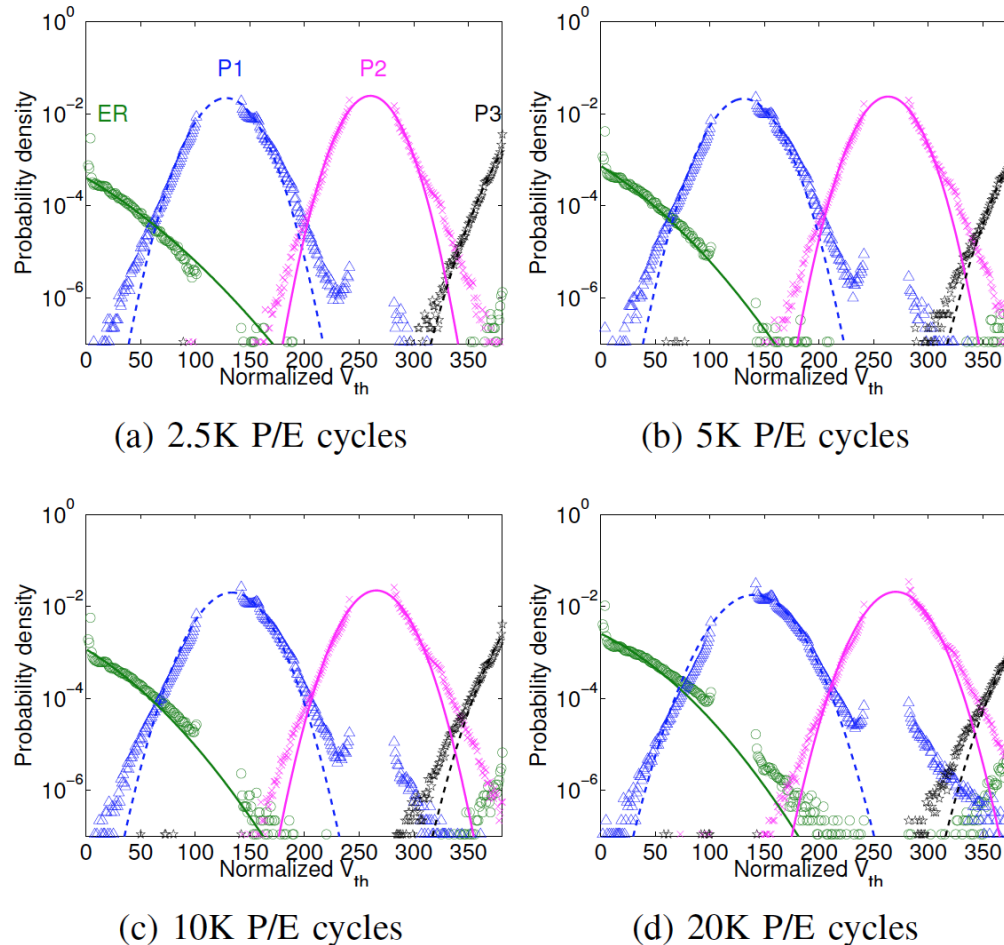 10^0
10^-2
10^-4
10^-6
Probability density
ER
P1
P2
P3
0 50 100 150 200 250 300 350
Normalized V_th
(a) 2.5K P/E cycles
10^0
10^-2
10^-4
10^-6
Probability density
0 50 100 150 200 250 300 350
Normalized V_th
(b) 5K P/E cycles
10^0
10^-2
10^-4
10^-6
Probability density
0 50 100 150 200 250 300 350
Normalized V_th
(c) 10K P/E cycles
10^0
10^-2
10^-4
10^-6
Probability density
0 50 100 150 200 250 300 350
Normalized V_th
(d) 20K P/E cycles